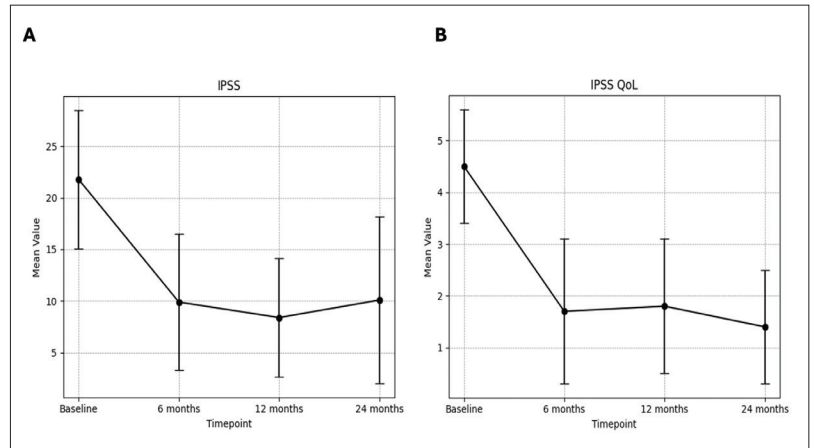 A
IPSS
Mean Value
25
20
15
10
5
Baseline
6 months
12 months
24 months
Timepoint
B
IPSS QoL
Mean Value
5
4
3
2
1
Baseline
6 months
12 months
24 months
Timepoint